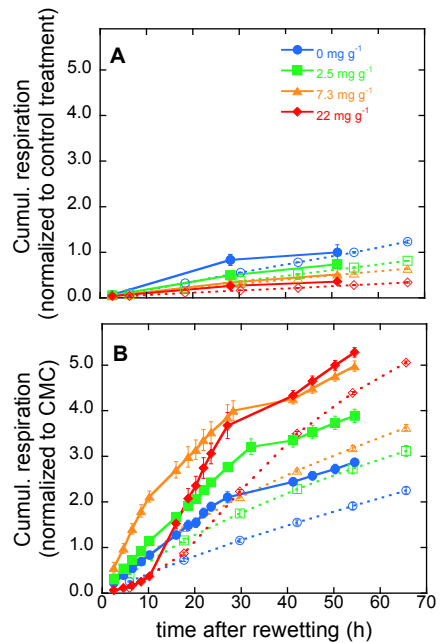 A
0 mg g⁻¹
2.5 mg g⁻¹
7.3 mg g⁻¹
22 mg g⁻¹
Cumul. respiration
(normalized to control treatment)
5.0
4.0
3.0
2.0
1.0
0.0
B
Cumul. respiration
(normalized to CMC)
5.0
4.0
3.0
2.0
1.0
0.0
0 10 20 30 40 50 60 70
time after rewetting (h)